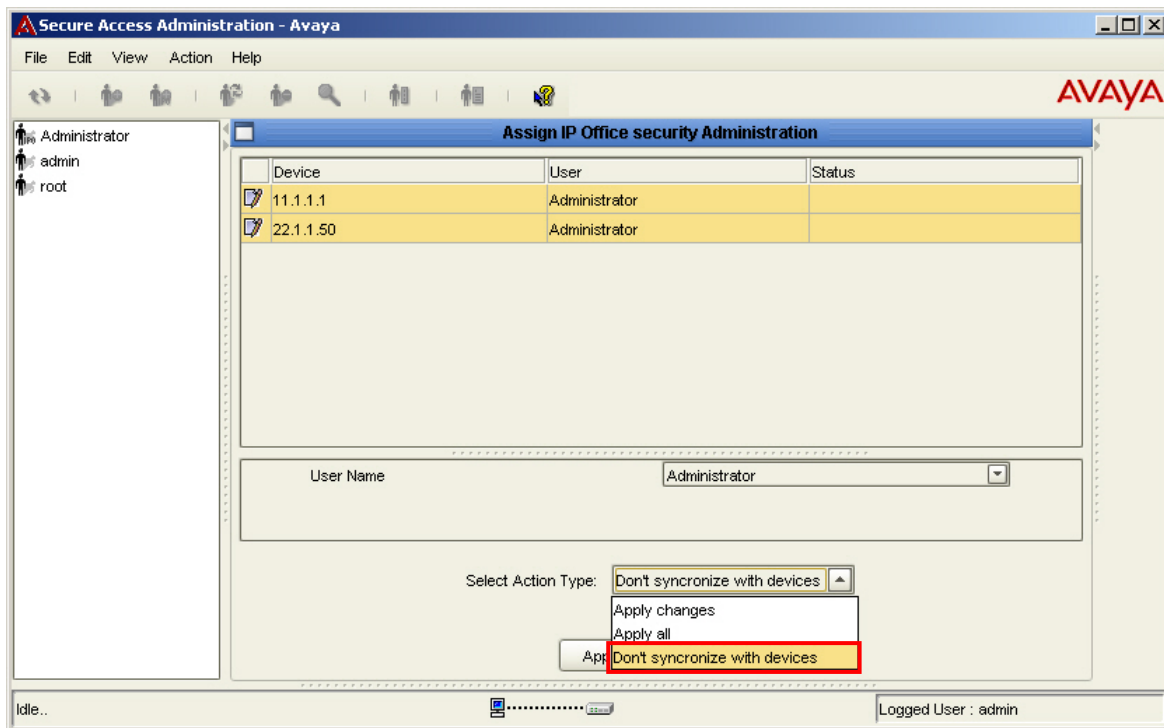 Secure Access Administration - Avaya
File Edit View Action Help
AVAYA
Administrator
admin
root
Assign IP Office security Administration
Device User Status
11.1.1.1 Administrator
22.1.1.50 Administrator
User Name Administrator
Select Action Type: Don't syncronize with devices
Apply changes
Apply all
Don't syncronize with devices
Idle..
Logged User : admin